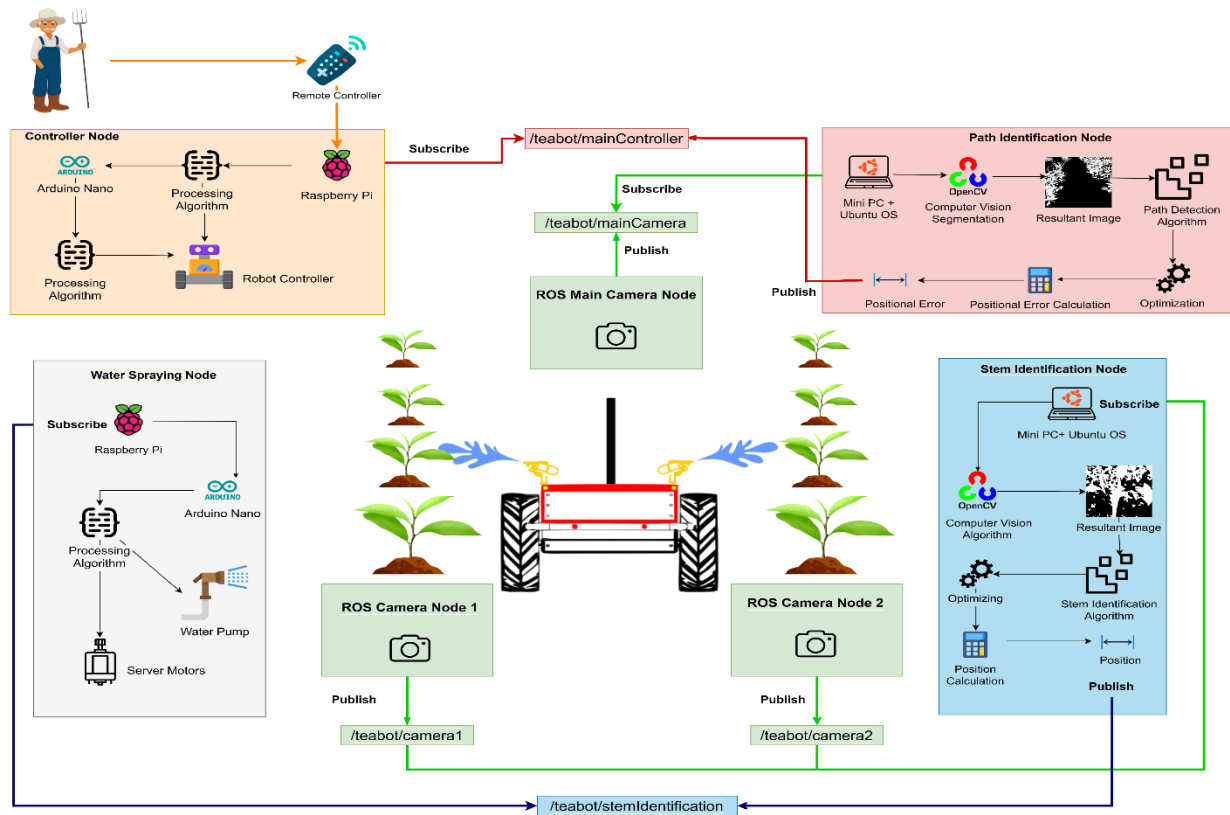 Remote Controller
Controller Node
ARDUINO
Arduino Nano
Processing
Algorithm
Raspberry Pi
Processing
Algorithm
Robot Controller
Subscribe
/teabot/mainController
Subscribe
/teabot/mainCamera
Publish
ROS Main Camera Node
Path Identification Node
Mini PC +
Ubuntu OS
OpenCV
Computer Vision
Segmentation
Resultant Image
Path Detection
Algorithm
Publish
Positional Error
Positional Error Calculation
Optimization
Water Spraying Node
Subscribe
Raspberry Pi
ARDUINO
Arduino Nano
Processing
Algorithm
Water Pump
Server Motors
ROS Camera Node 1
Publish
/teabot/camera1
ROS Camera Node 2
Publish
/teabot/camera2
Stem Identification Node
Subscribe
Mini PC+ Ubuntu OS
OpenCV
Computer Vision
Algorithm
Resultant Image
Optimizing
Stem Identification
Algorithm
Position
Calculation
Position
Publish
/teabot/stemIdentification